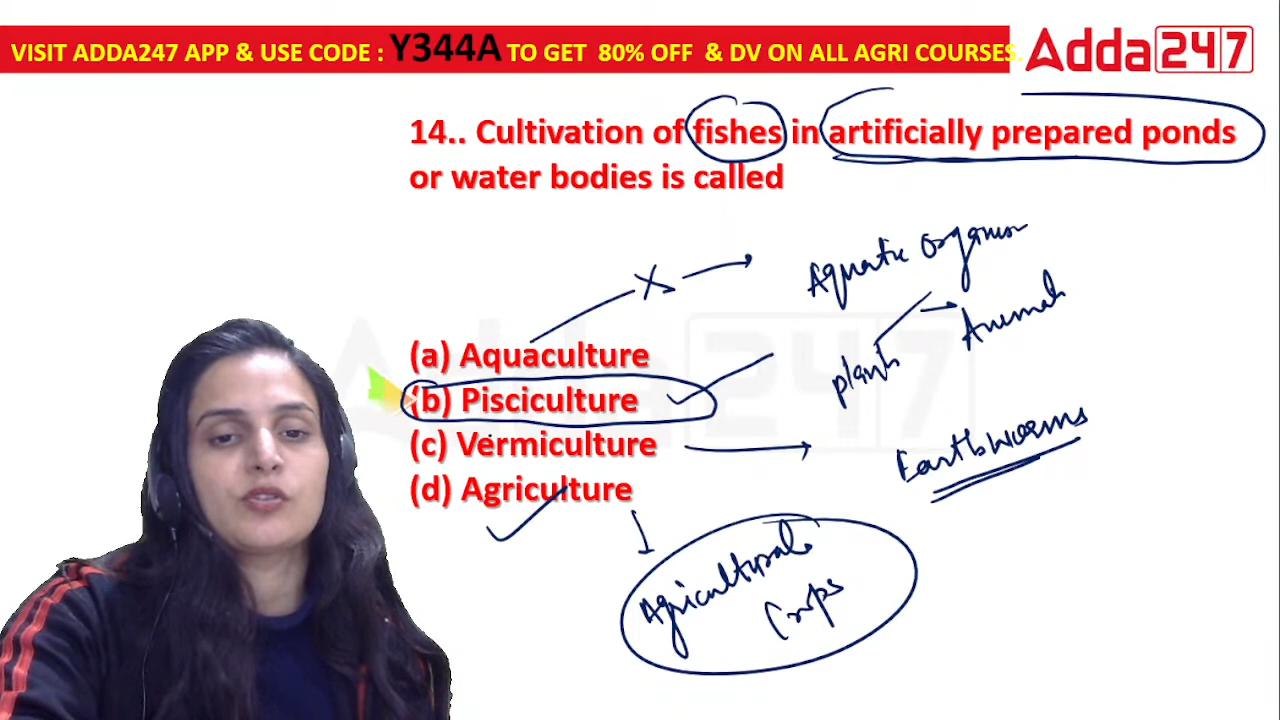 VISIT ADDA247 APP & USE CODE : Y344A TO GET 80% OFF & DV ON ALL AGRI COURSES.
Adda247
14.. Cultivation of fishes in artificially prepared ponds
or water bodies is called
Aquatic organism
Animals
plants
(a) Aquaculture
(b) Pisciculture
(c) Vermiculture
Earthworms
(d) Agriculture
Agricultural
Crops